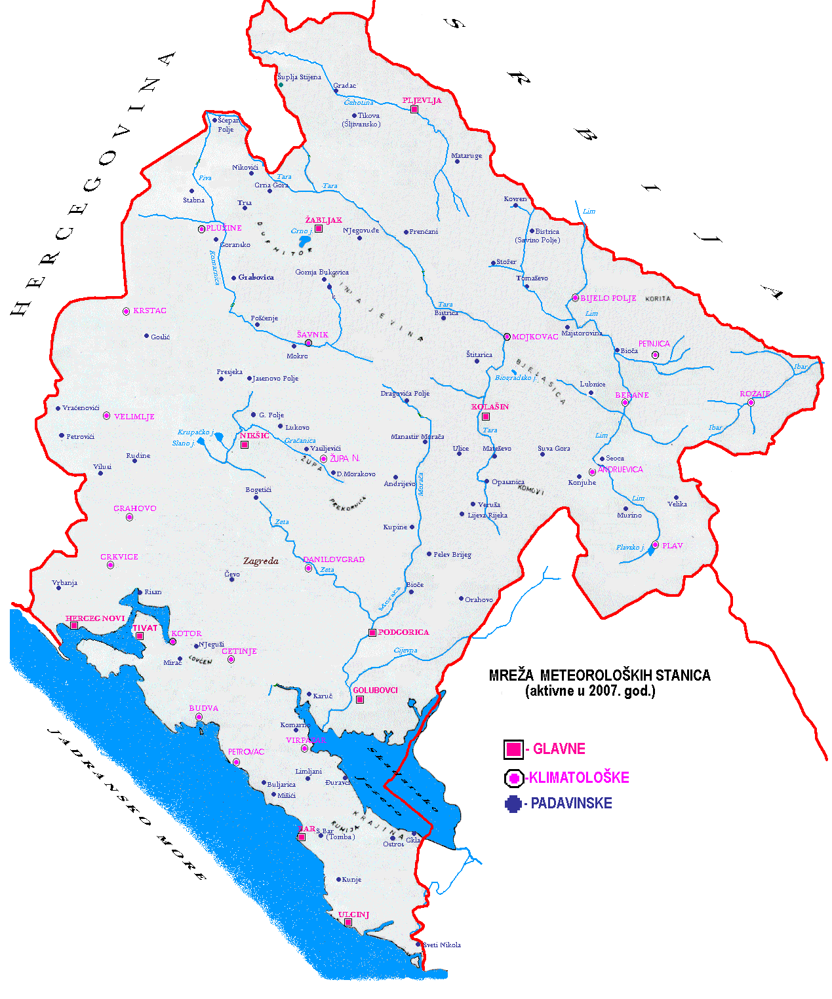 HERCEGOVINA
SRBIJA
Šuplja Stijena
Gradac
Ćehotina
PLJEVLJA
Tikova
(Šljivansko)
Šćepan
Polje
Mataruge
Nikovići
Tara
Piva
Crna Gora
Tara
Stabna
Trsa
Kovren
Lim
ŽABLJAK
PLUŽINE
Crno j.
NJegovuđe
Prenćani
Bistrica
(Savino Polje)
Goransko
DURMITOR
Komarnica
Stožer
Grabovica
Gornja Bukovica
SINJAJEVINA
Tomaševo
BIJELO POLJE
KORITA
KRSTAC
Tara
Bistrica
Lim
Pošćenje
Goslić
ŠAVNIK
MOJKOVAC
Majstorovina
PETNJICA
Mokro
Bioča
Štitarica
BJELASICA
Ibar
Presjeka
Jasenovo Polje
Biogradsko j.
Lubnice
Dragovića Polje
BERANE
ROŽAJE
Vraćenovići
VELIMLJE
KOLAŠIN
G. Polje
Lukovo
Krupačko j.
NIKŠIĆ
Gračanica
Manastir Morača
Tara
Lim
Ibar
Petrovići
Slano j.
Vasiljevići
Ulice
Mateševo
Suva Gora
Rudine
ŽUPA N.
Seoca
Vilusi
ŽUPA
D.Morakovo
ANDRIJEVICA
Andrijevo
Morača
Opasanica
Konjuhe
Bogetići
KOMOVI
PREKORNICA
Veruša
Lim
Velika
GRAHOVO
Lijeva Rijeka
Murino
Zeta
Kupine
Plavsko j.
PLAV
CRKVICE
Zagreda
DANILOVGRAD
Pelev Brijeg
Zeta
Čevo
Vrbanja
Bioče
Risan
Morača
Orahovo
HERCEG NOVI
TIVAT
KOTOR
PODGORICA
NJeguši
CETINJE
Cijevna
Mirač
LOVĆEN
MREŽA METEOROLOŠKIH STANICA
(aktivne u 2007. god.)
GOLUBOVCI
Karuč
BUDVA
Komarno
VIRPAZAR
- GLAVNE
PETROVAC
Skadarsko
Jezero
Limljani
-KLIMATOLOŠKE
Buljarica
Đuravci
Mišići
- PADAVINSKE
JADRANSKO MORE
KRAJINA
RUMIJA
BAR
S.Bar
(Tomba)
Ostros
Ckla
Kunje
ULCINJ
Sveti Nikola